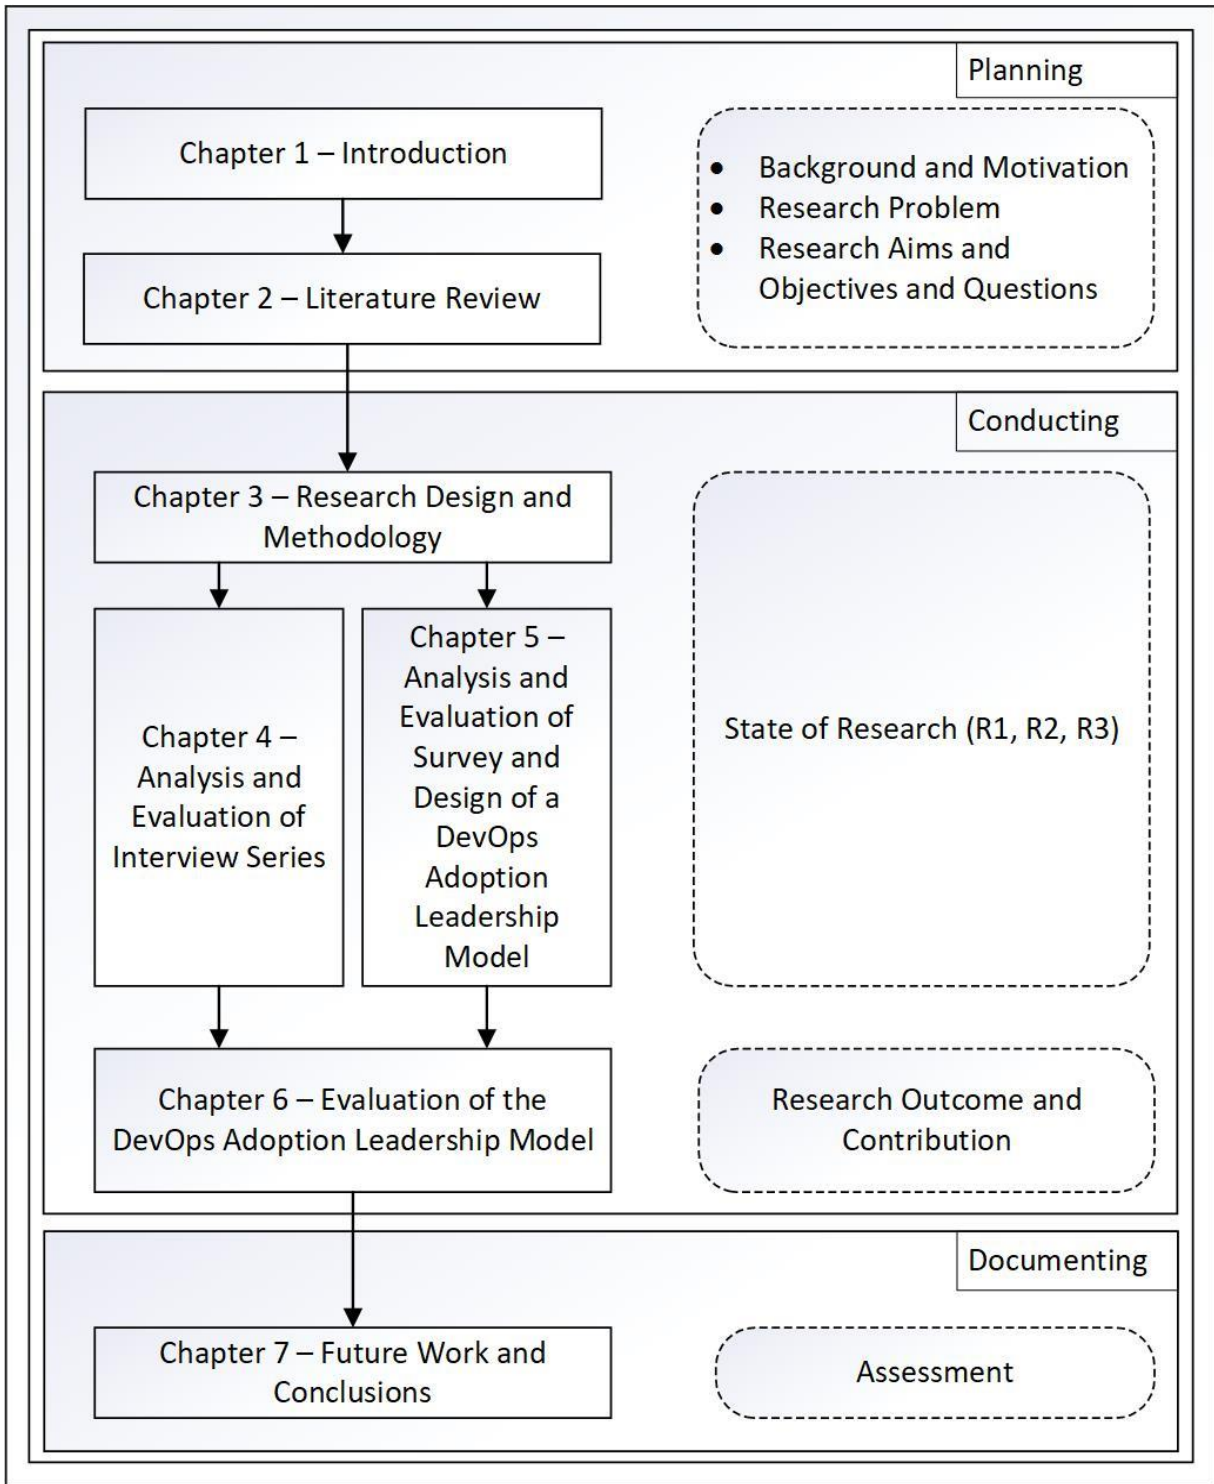 Planning
Chapter 1 – Introduction
• Background and Motivation
• Research Problem
• Research Aims and
Objectives and Questions
Chapter 2 – Literature Review
Conducting
Chapter 3 – Research Design and
Methodology
Chapter 4 –
Analysis and
Evaluation of
Interview Series
Chapter 5 –
Analysis and
Evaluation of
Survey and
Design of a
DevOps
Adoption
Leadership
Model
State of Research (R1, R2, R3)
Chapter 6 – Evaluation of the
DevOps Adoption Leadership Model
Research Outcome and
Contribution
Documenting
Chapter 7 – Future Work and
Conclusions
Assessment